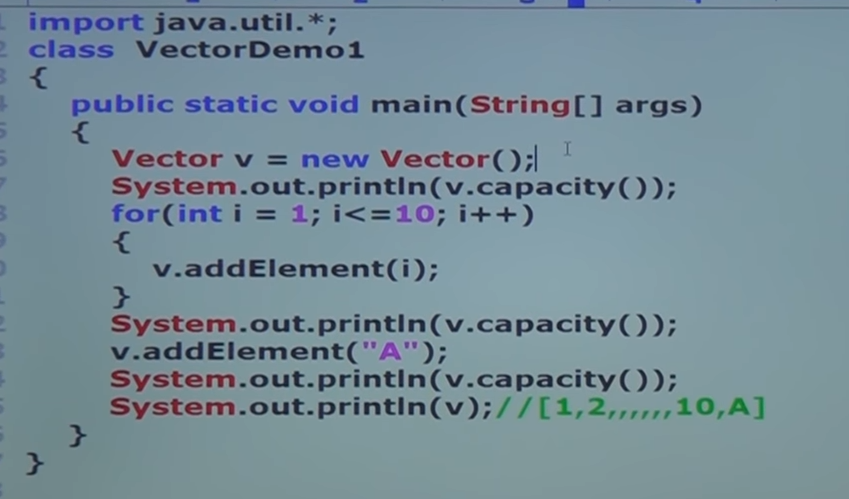 import java.util.*;
class VectorDemo1
{
public static void main(String[] args)
{
Vector v = new Vector();
System.out.println(v.capacity());
for(int i = 1; i<=10; i++)
{
v.addElement(i);
}
System.out.println(v.capacity());
v.addElement("A");
System.out.println(v.capacity());
System.out.println(v);//[1,2,,,,,,10,A]
}
}